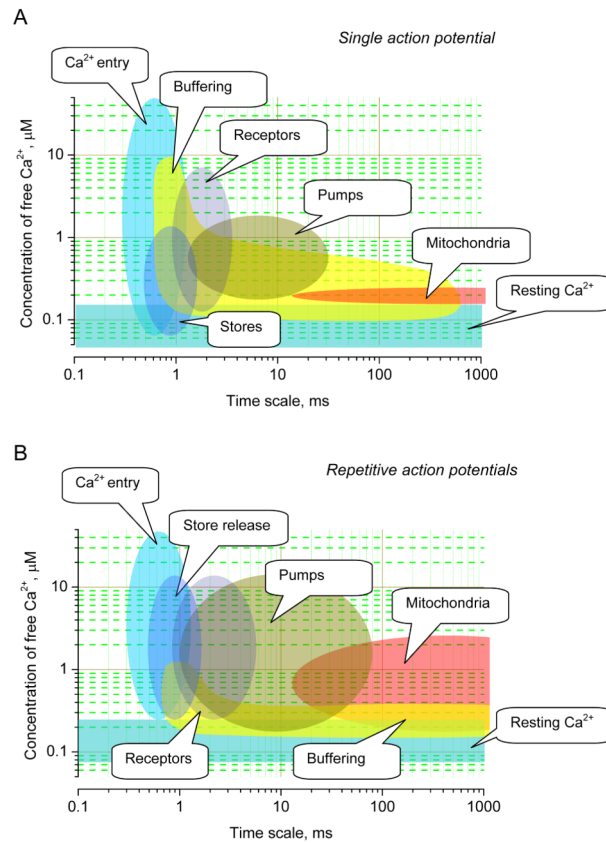 A
Single action potential
Ca²⁺ entry
Buffering
Receptors
Pumps
Mitochondria
Resting Ca²⁺
Stores
Concentration of free Ca²⁺, μM
10
1
0.1
0.1
1
10
100
1000
Time scale, ms
B
Repetitive action potentials
Ca²⁺ entry
Store release
Pumps
Mitochondria
Resting Ca²⁺
Receptors
Buffering
Concentration of free Ca²⁺, μM
10
1
0.1
0.1
1
10
100
1000
Time scale, ms